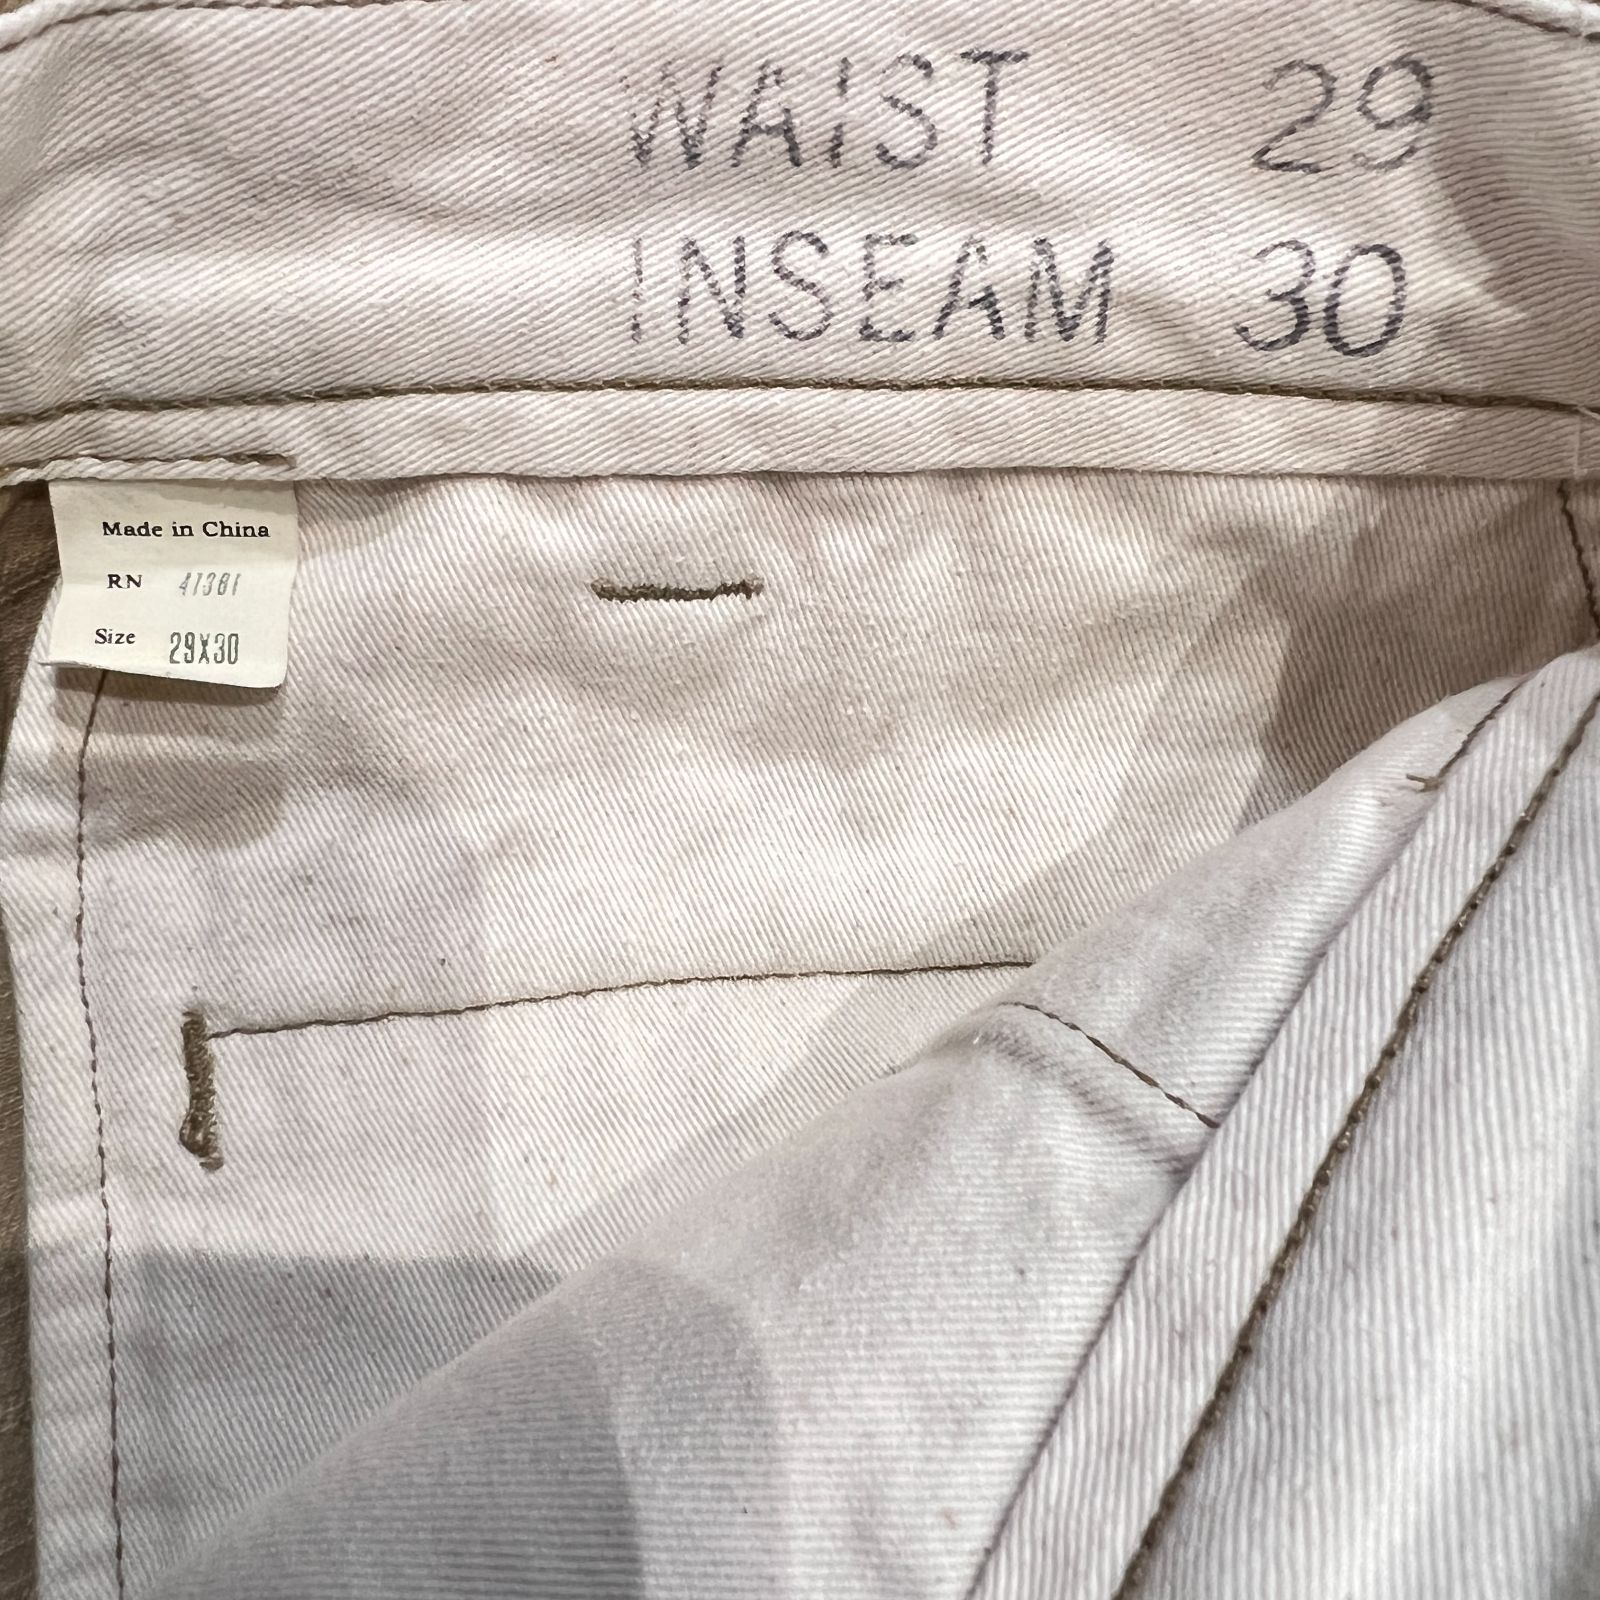 WAIST 29
INSEAM 30
Made in China
RN 41381
Size 29X30